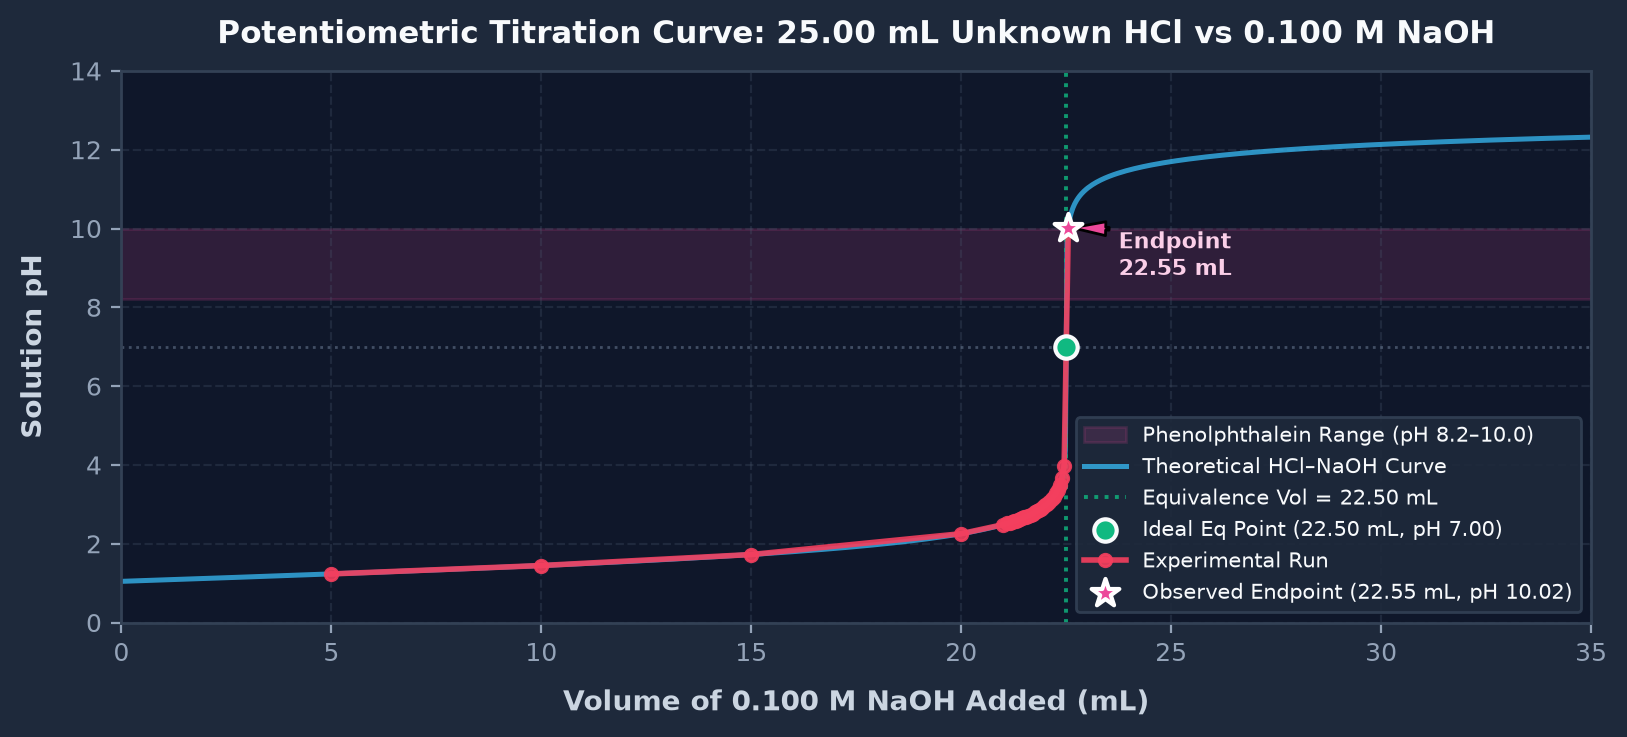 Potentiometric Titration Curve: 25.00 mL Unknown HCl vs 0.100 M NaOH
14
12
10
8
6
4
2
0
Solution pH
Endpoint
22.55 mL
Phenolphthalein Range (pH 8.2–10.0)
Theoretical HCl–NaOH Curve
Equivalence Vol = 22.50 mL
Ideal Eq Point (22.50 mL, pH 7.00)
Experimental Run
Observed Endpoint (22.55 mL, pH 10.02)
0 5 10 15 20 25 30 35
Volume of 0.100 M NaOH Added (mL)